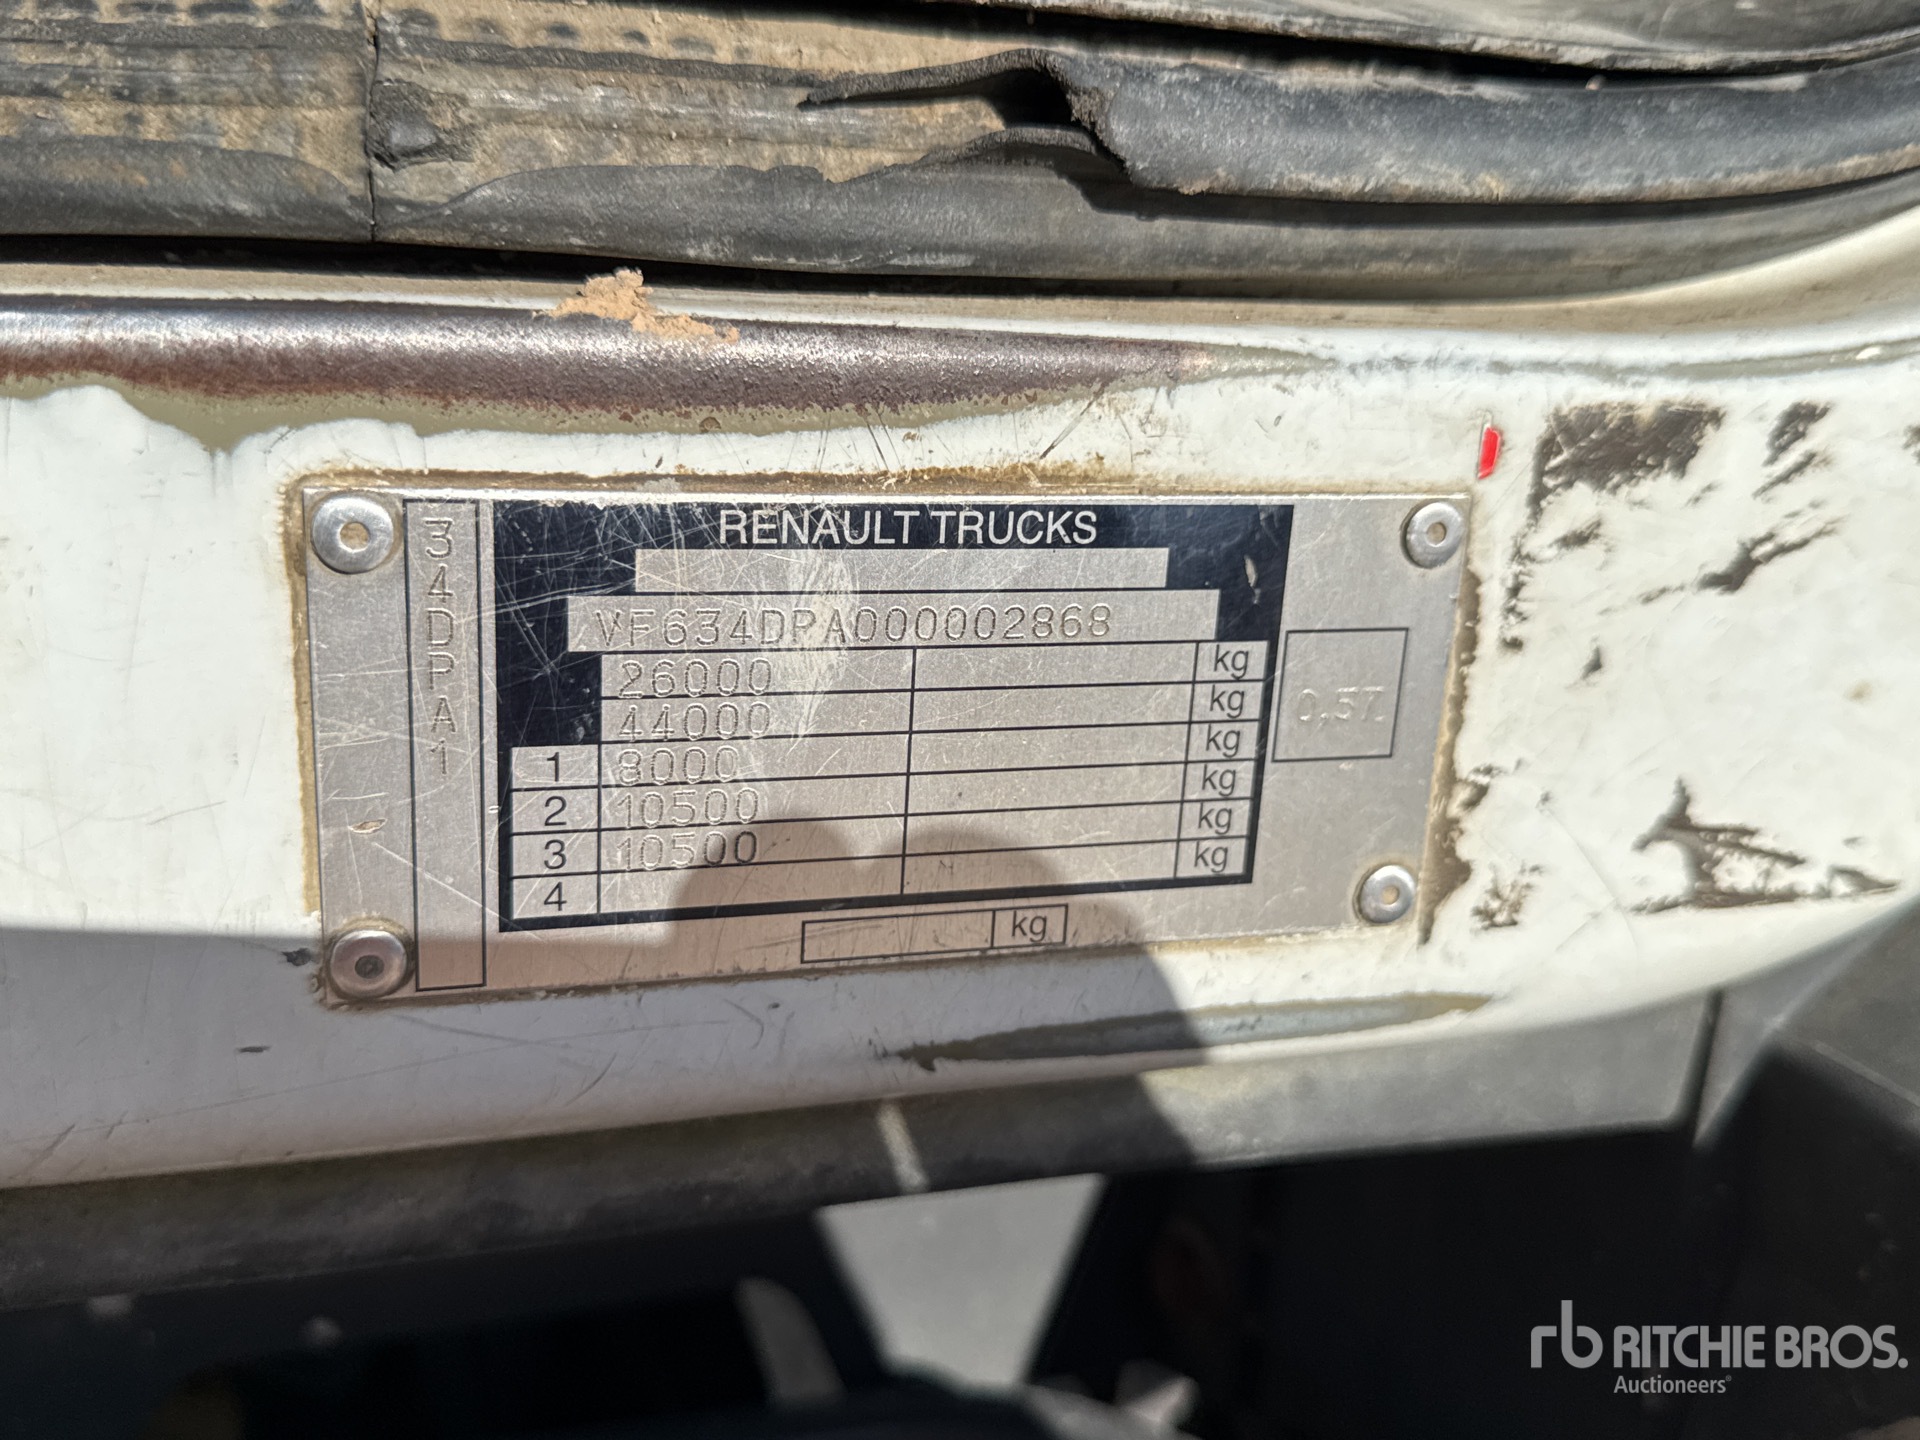 34DPA1
RENAULT TRUCKS
VF634DPA000002868
26000 kg
44000 kg
1 8000 kg
2 10500 kg
3 10500 kg
4 kg
kg
0,57
rb RITCHIE BROS.
Auctioneers